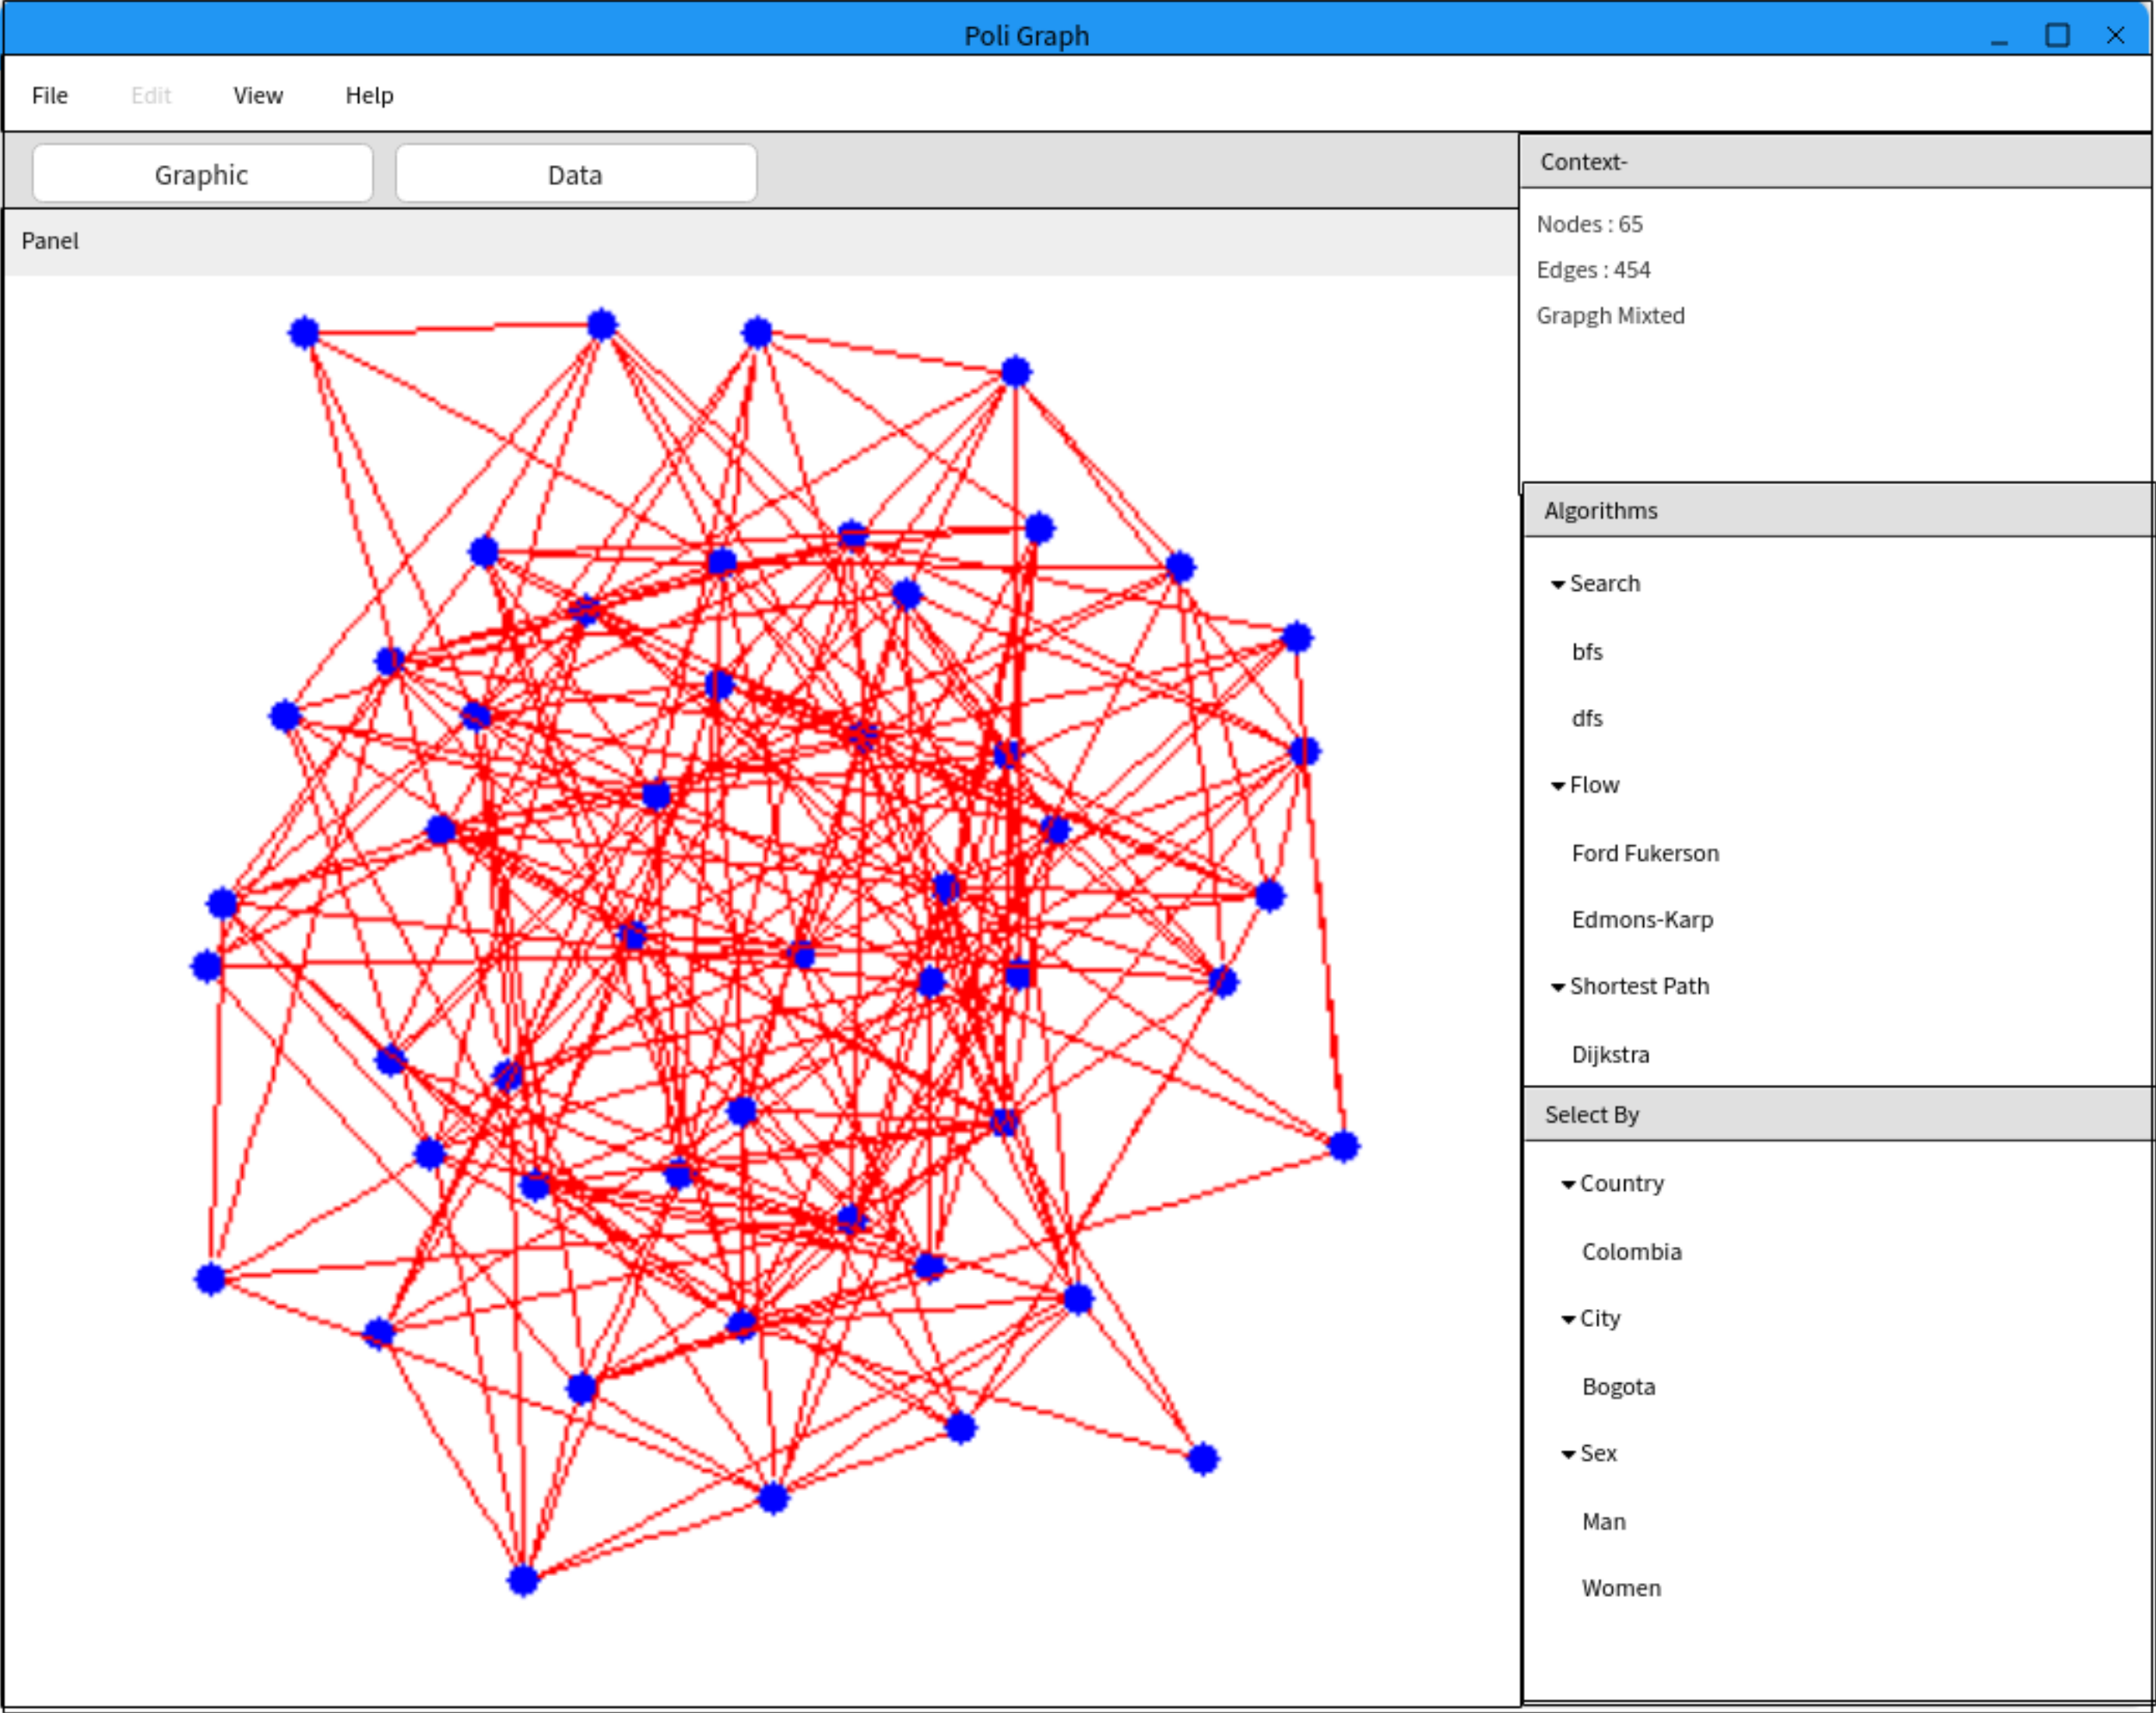 Poli Graph
File Edit View Help
Graphic Data
Panel
Context-
Nodes : 65
Edges : 454
Grapgh Mixted
Algorithms
Search
bfs
dfs
Flow
Ford Fukerson
Edmons-Karp
Shortest Path
Dijkstra
Select By
Country
Colombia
City
Bogota
Sex
Man
Women